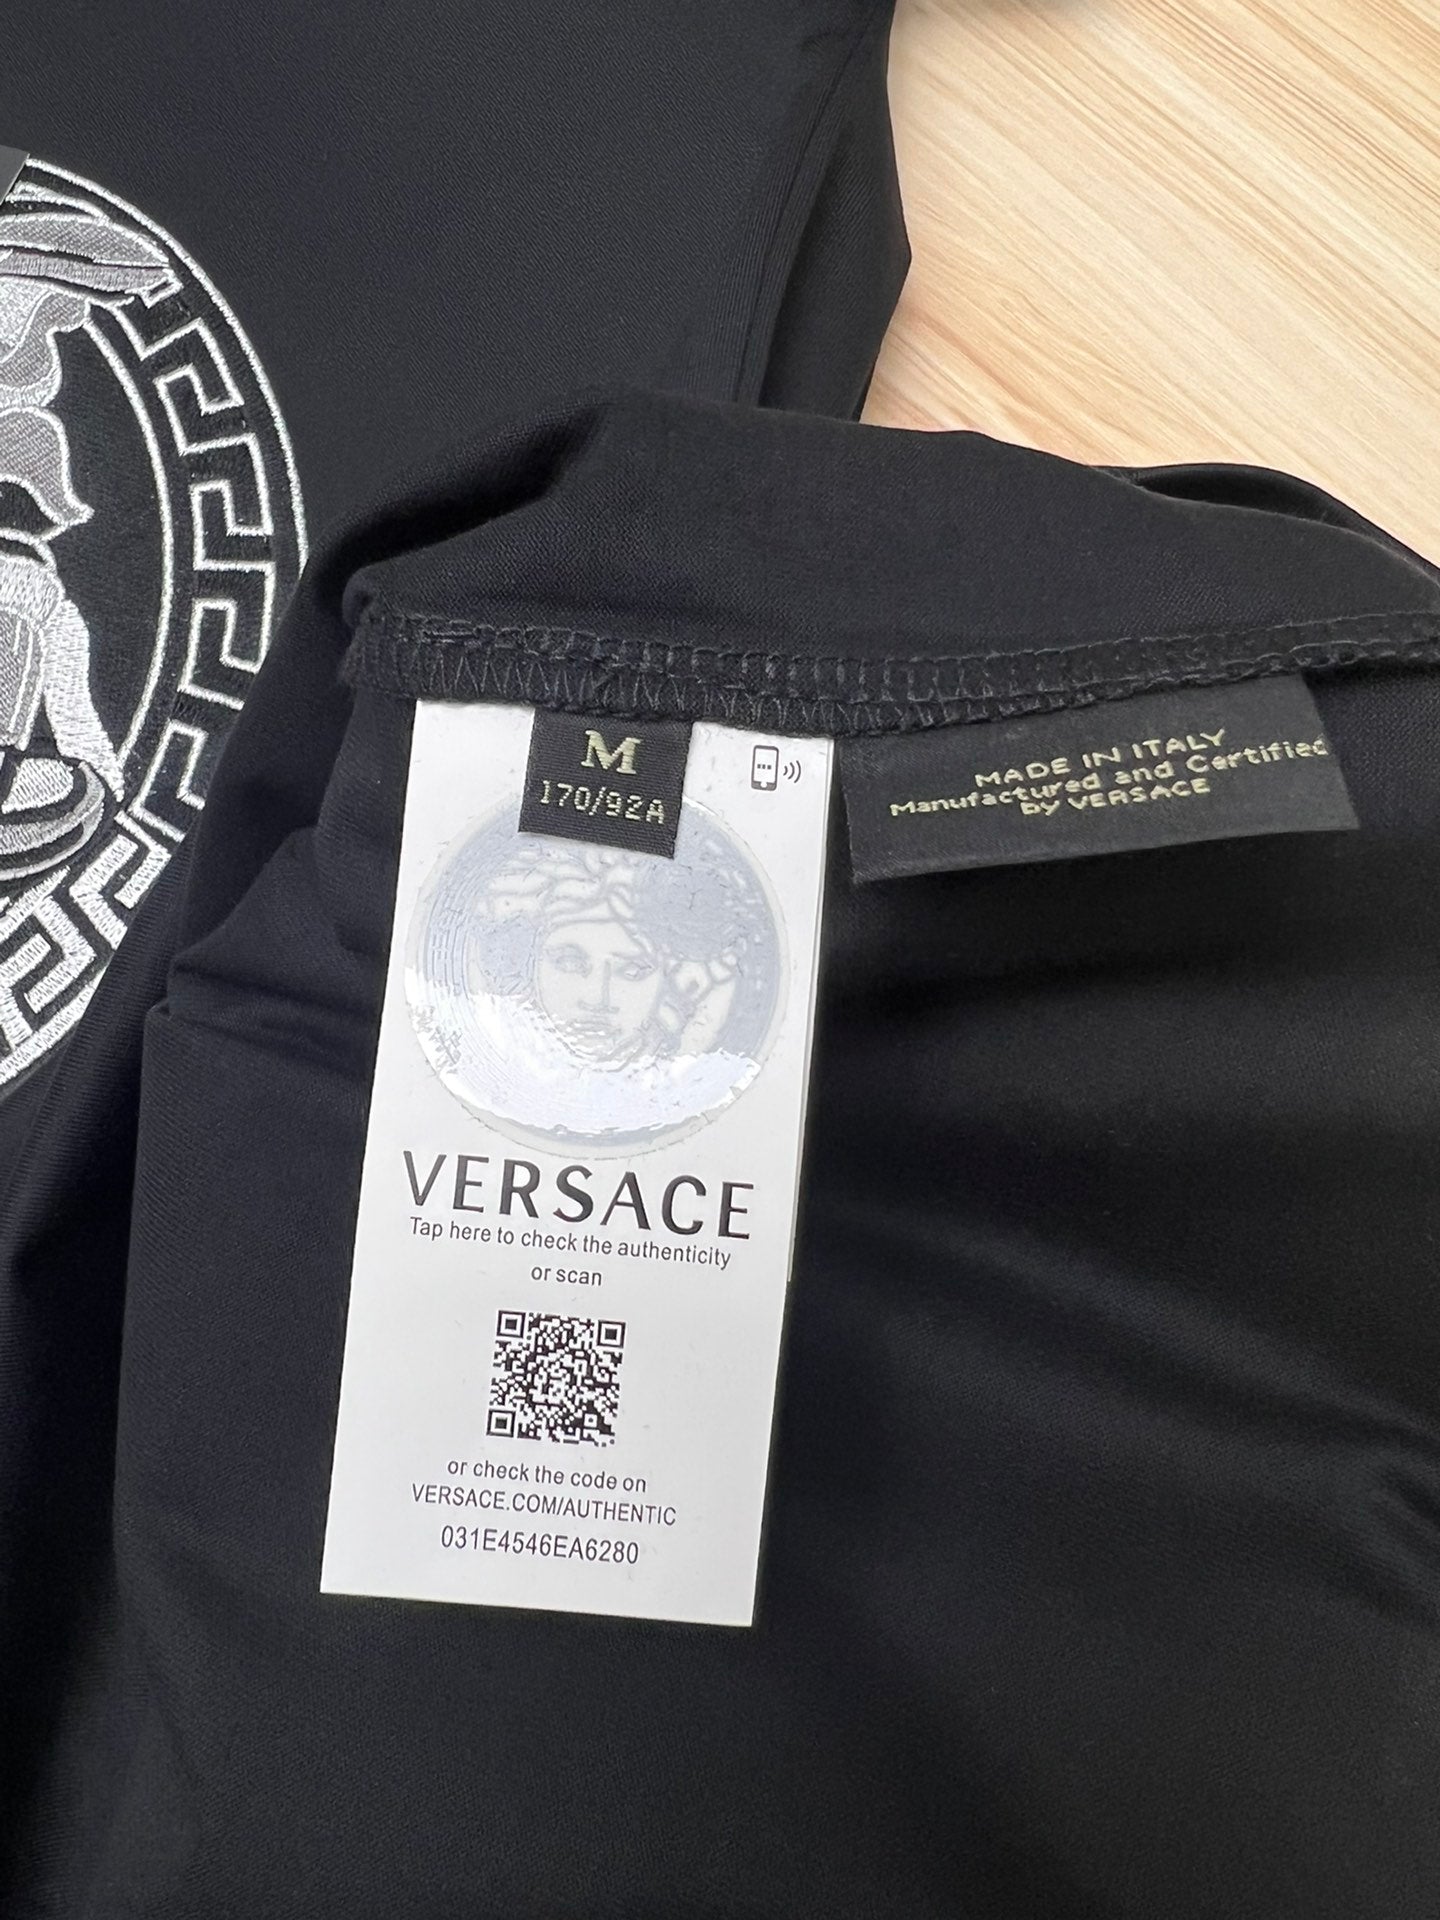 M
170/92A
MADE IN ITALY
Manufactured and Certified
by VERSACE
VERSACE
Tap here to check the authenticity
or scan
or check the code on
VERSACE.COM/AUTHENTIC
031E4546EA6280